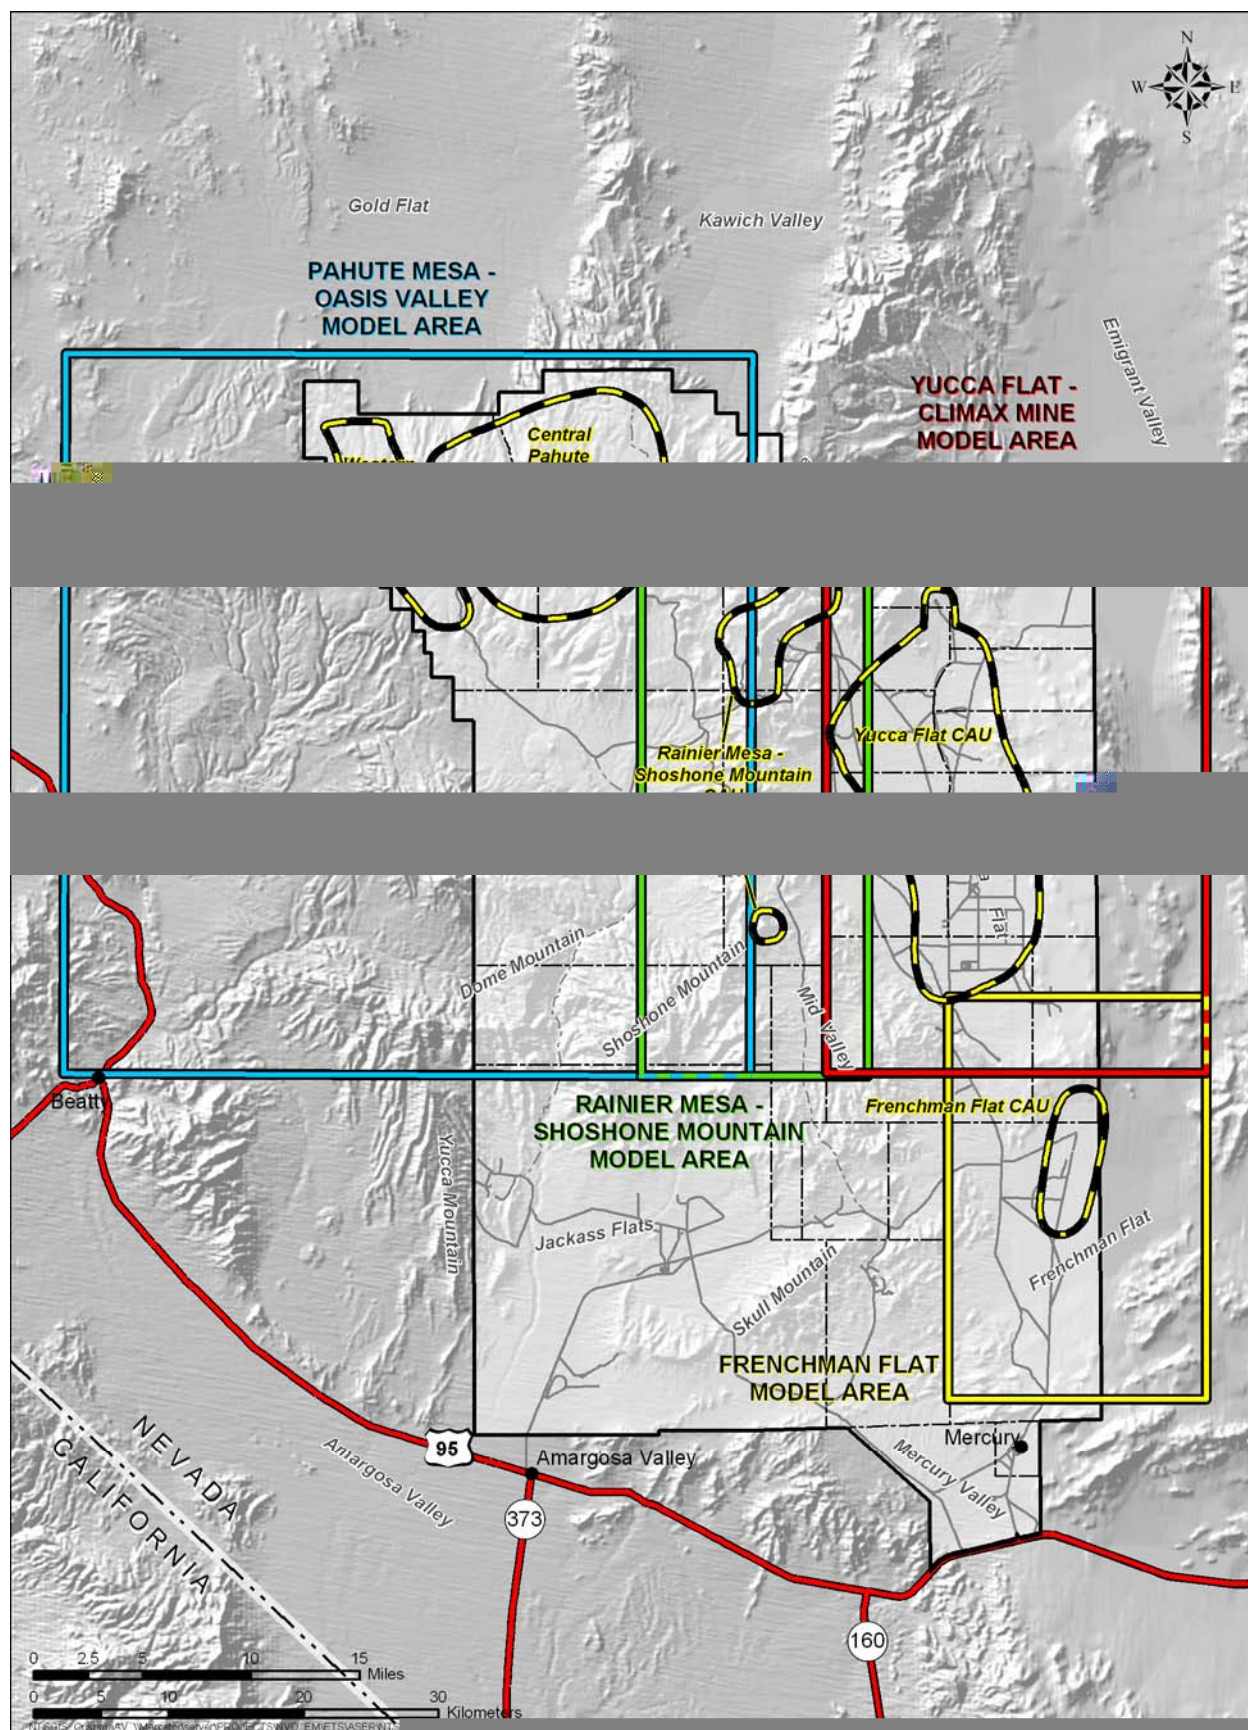 N
W E
S
Gold Flat
Kawich Valley
PAHUTE MESA -
OASIS VALLEY
MODEL AREA
Emigrant Valley
YUCCA FLAT -
CLIMAX MINE
MODEL AREA
Central
Pahute
Western
Yucca Flat CAU
Rainier Mesa -
Shoshone Mountain
CAU
Flat
Dome Mountain
Shoshone Mountain
Mid Valley
Beatty
RAINIER MESA -
SHOSHONE MOUNTAIN
MODEL AREA
Frenchman Flat CAU
Yucca Mountain
Jackass Flats
Skull Mountain
Frenchman Flat
FRENCHMAN FLAT
MODEL AREA
NEVADA
CALIFORNIA
95
Amargosa Valley
Amargosa Valley
Mercury
Mercury Valley
373
160
0 2.5 5 10 15
Miles
0 5 10 20 30
Kilometers